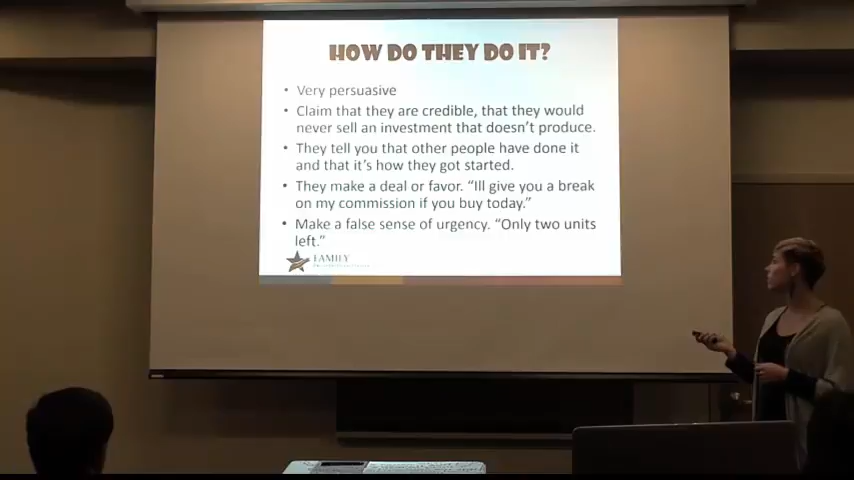 HOW DO THEY DO IT?
• Very persuasive
• Claim that they are credible, that they would
never sell an investment that doesn't produce.
• They tell you that other people have done it
and that it's how they got started.
• They make a deal or favor. "Ill give you a break
on my commission if you buy today."
• Make a false sense of urgency. "Only two units
left."
FAMILY